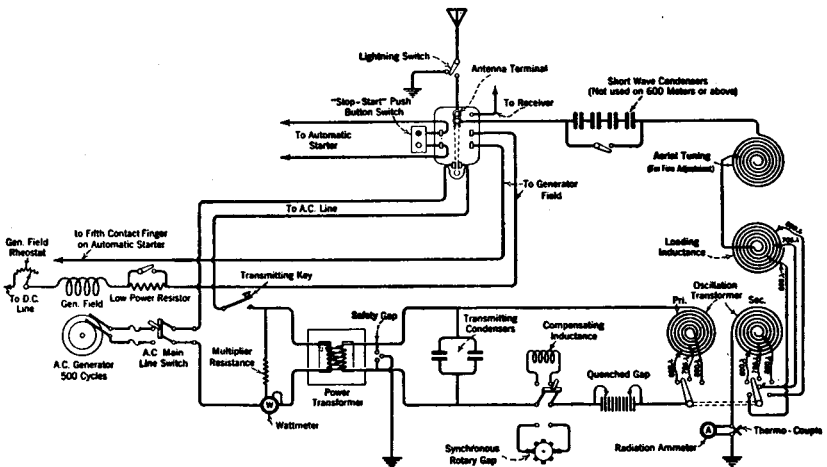 Lightning Switch
Antenna Terminal
Short Wave Condensers
(Not used on 600 Meters or above)
"Stop-Start" Push
Button Switch
To Receiver
To Automatic
Starter
Aerial Tuning
(For Fine Adjustment)
To Generator
Field
To A.C. Line
to Fifth Contact Finger
on Automatic Starter
Gen. Field
Rheostat
Loading
Inductance
To D.C.
Line
Gen. Field
Low Power Resistor
Transmitting Key
Oscillation
Transformer
Pri.
Sec.
Safety Gap
Transmitting
Condensers
Compensating
Inductance
A.C. Generator
500 Cycles
A.C Main
Line Switch
Multiplier
Resistance
Power
Transformer
Quenched Gap
W
Wattmeter
Synchronous
Rotary Gap
A
Thermo-Couple
Radiation Ammeter